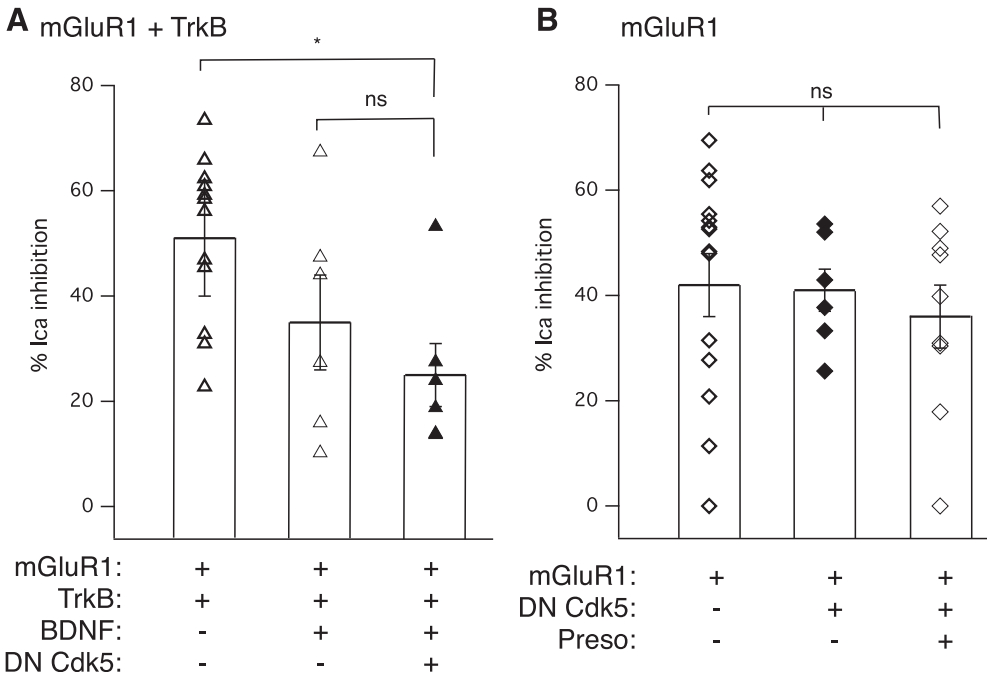 A mGluR1 + TrkB
*
ns
80
60
40
20
0
% Ica inhibition
mGluR1: + + +
TrkB: + + +
BDNF: - + +
DN Cdk5: - - +
B mGluR1
ns
80
60
40
20
0
% Ica inhibition
mGluR1: + + +
DN Cdk5: - + +
Preso: - - +